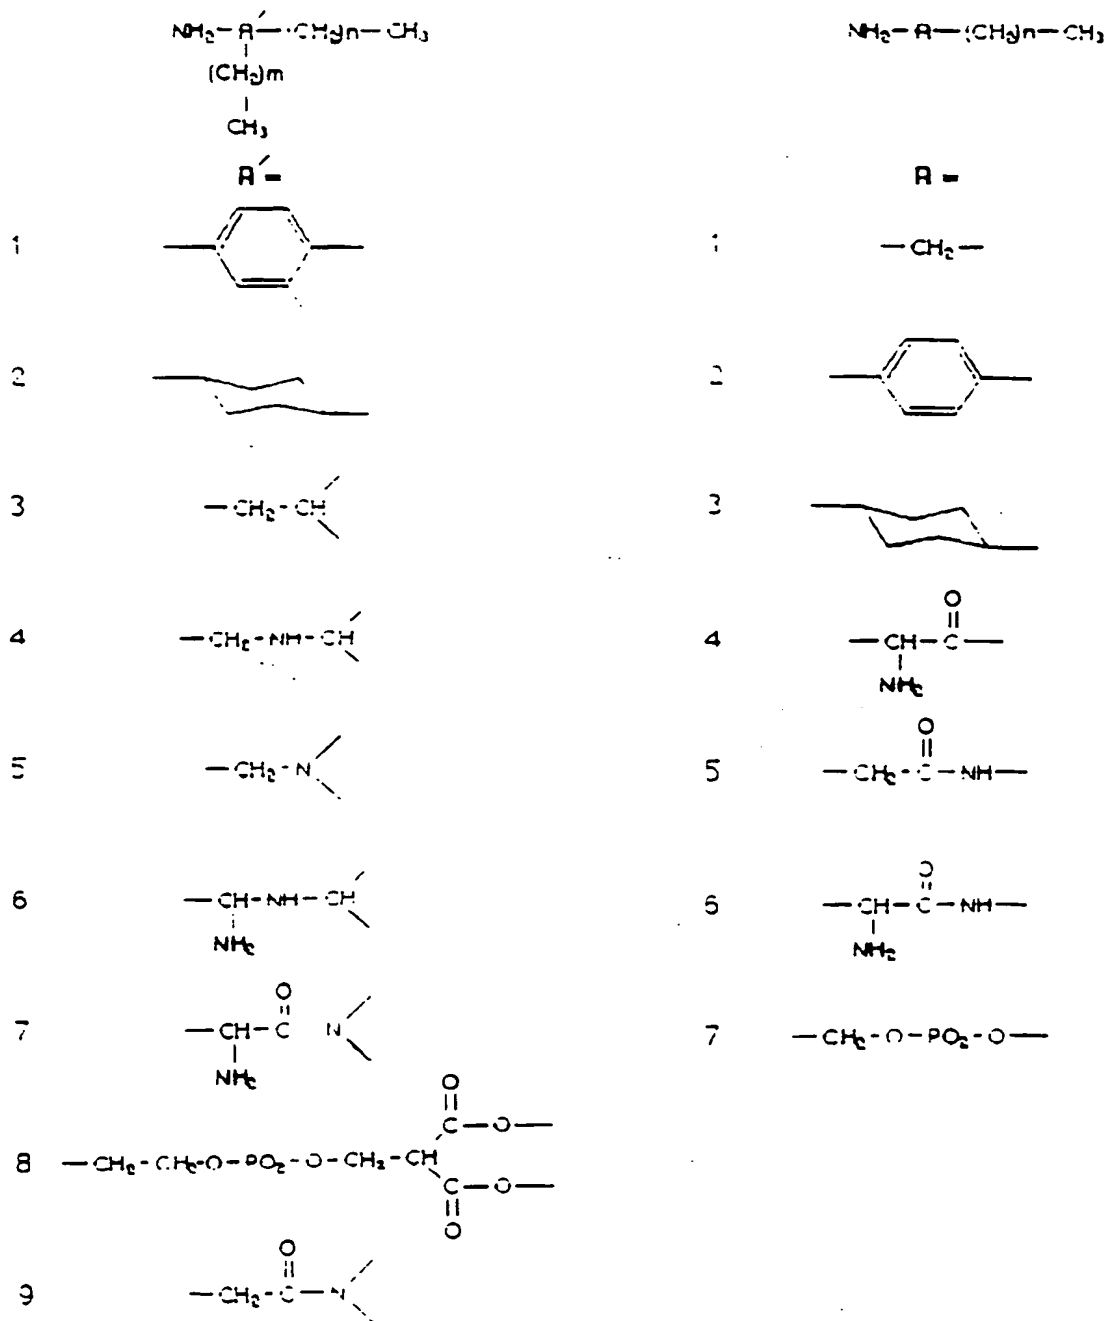 NH₂—R′—(CH₂)n—CH₃
(CH₂)m
CH₃
R′ =
1
2
3 —CH₂—CH
4 —CH₂—NH—CH
5 —CH₂—N
6 —CH—NH—CH
NH₂
O
7 —CH—C N
NH₂
O
C—O—
8 —CH₂-CH₂-O—PO₂—O—CH₂—CH
C—O—
O
O
9 —CH₂—C—N
NH₂—R—(CH₂)n—CH₃
R =
1 —CH₂—
2
3
O
4 —CH—C—
NH₂
O
5 —CH₂-C—NH—
O
6 —CH—C—NH—
NH₂
7 —CH₂-O—PO₂-O—